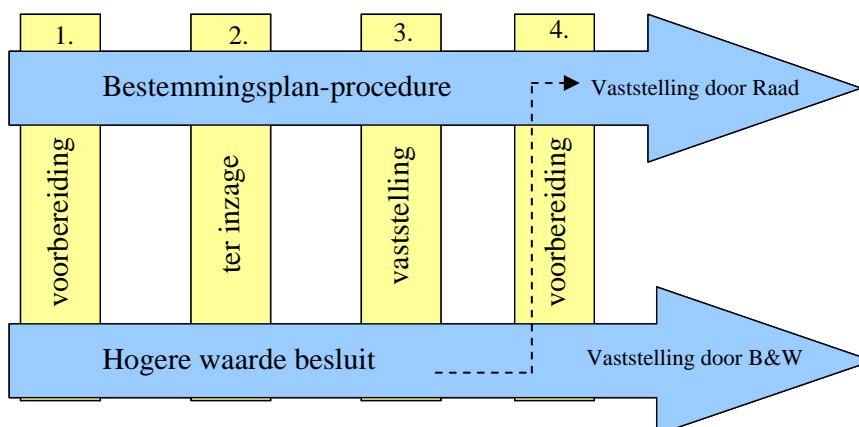 1.
2.
3.
4.
Bestemmingsplan-procedure
Vaststelling door Raad
voorbereiding
ter inzage
vaststelling
voorbereiding
Hogere waarde besluit
Vaststelling door B&W